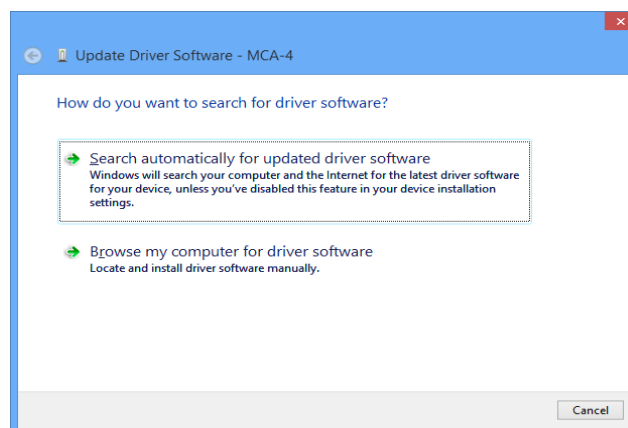 Update Driver Software - MCA-4
How do you want to search for driver software?
Search automatically for updated driver software
Windows will search your computer and the Internet for the latest driver software
for your device, unless you've disabled this feature in your device installation
settings.
Browse my computer for driver software
Locate and install driver software manually.
Cancel